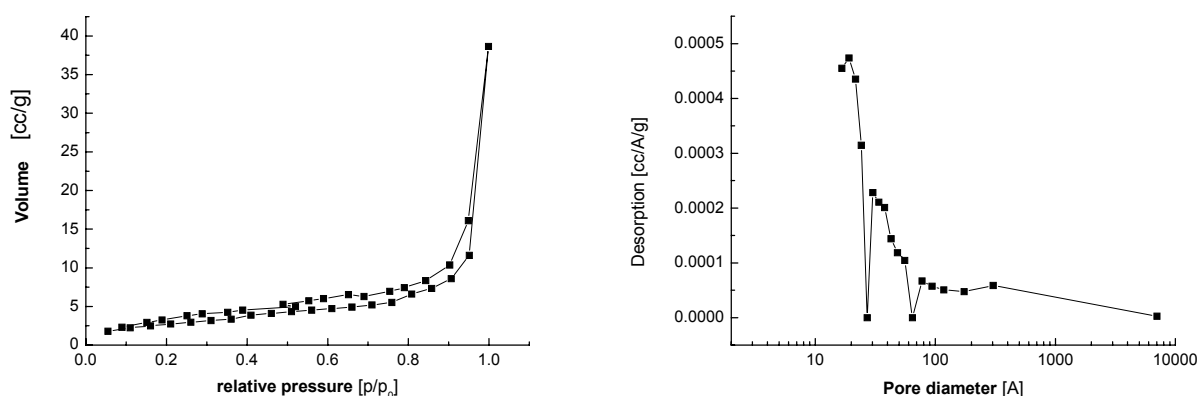 40
35
30
25
20
15
10
5
0
Volume [cc/g]
0.0 0.2 0.4 0.6 0.8 1.0
relative pressure [p/p₀]
0.0005
0.0004
0.0003
0.0002
0.0001
0.0000
Desorption [cc/A/g]
10 100 1000 10000
Pore diameter [A]